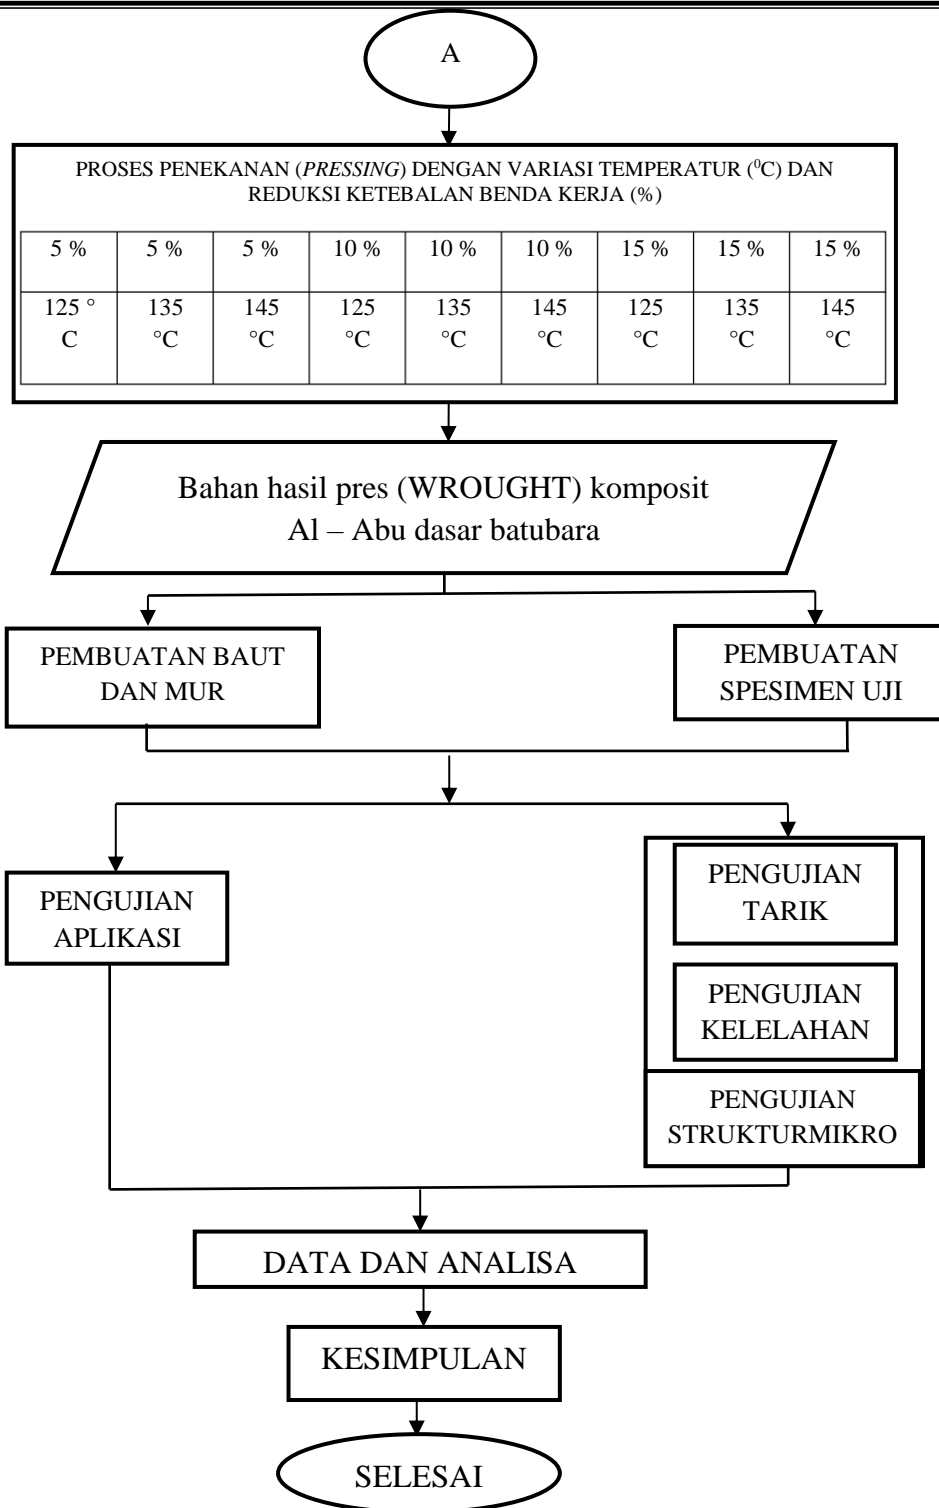 A
PROSES PENEKANAN (PRESSING) DENGAN VARIASI TEMPERATUR (⁰C) DAN
REDUKSI KETEBALAN BENDA KERJA (%)
5 % 5 % 5 % 10 % 10 % 10 % 15 % 15 % 15 %
125 ° 135 145 125 135 145 125 135 145
C °C °C °C °C °C °C °C °C
Bahan hasil pres (WROUGHT) komposit
Al – Abu dasar batubara
PEMBUATAN BAUT
DAN MUR
PEMBUATAN
SPESIMEN UJI
PENGUJIAN
APLIKASI
PENGUJIAN
TARIK
PENGUJIAN
KELELAHAN
PENGUJIAN
STRUKTURMIKRO
DATA DAN ANALISA
KESIMPULAN
SELESAI